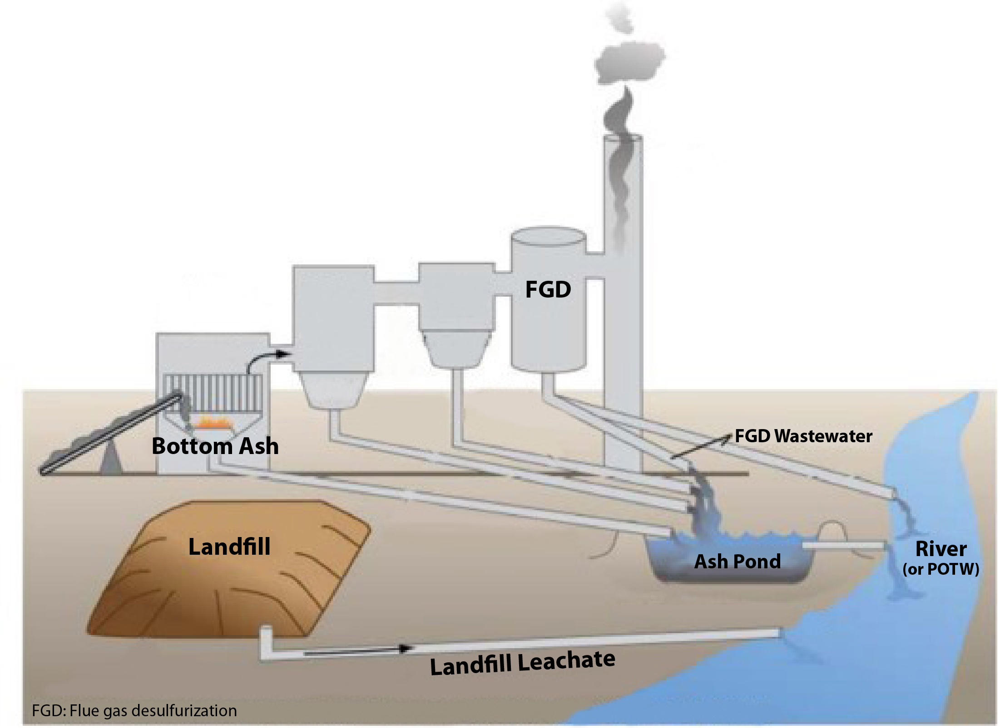 FGD
FGD Wastewater
Bottom Ash
Landfill
Ash Pond
River
(or POTW)
Landfill Leachate
FGD: Flue gas desulfurization